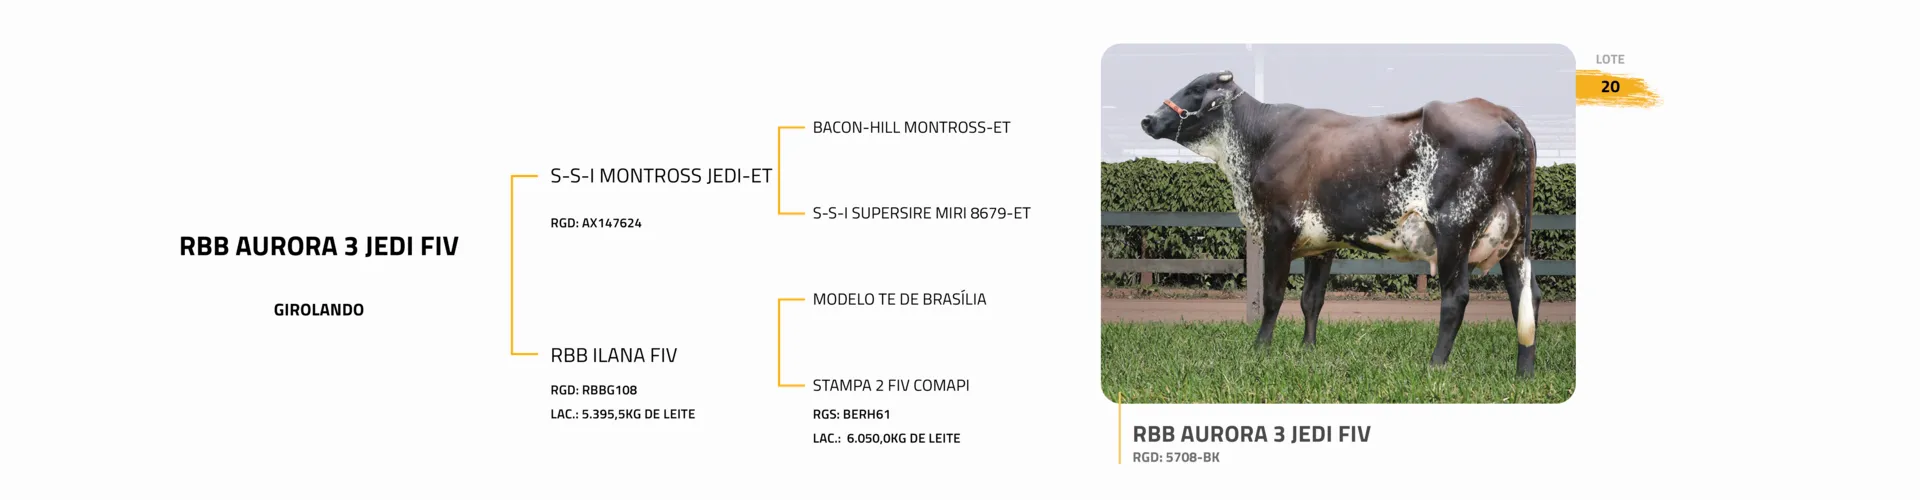 RBB AURORA 3 JEDI FIV
GIROLANDO
S-S-I MONTROSS JEDI-ET
RGD: AX147624
RBB ILANA FIV
RGD: RBBG108
LAC.: 5.395,5KG DE LEITE
BACON-HILL MONTROSS-ET
S-S-I SUPERSIRE MIRI 8679-ET
MODELO TE DE BRASÍLIA
STAMPA 2 FIV COMAPI
RGS: BERH61
LAC.: 6.050,0KG DE LEITE
LOTE
20
RBB AURORA 3 JEDI FIV
RGD: 5708-BK